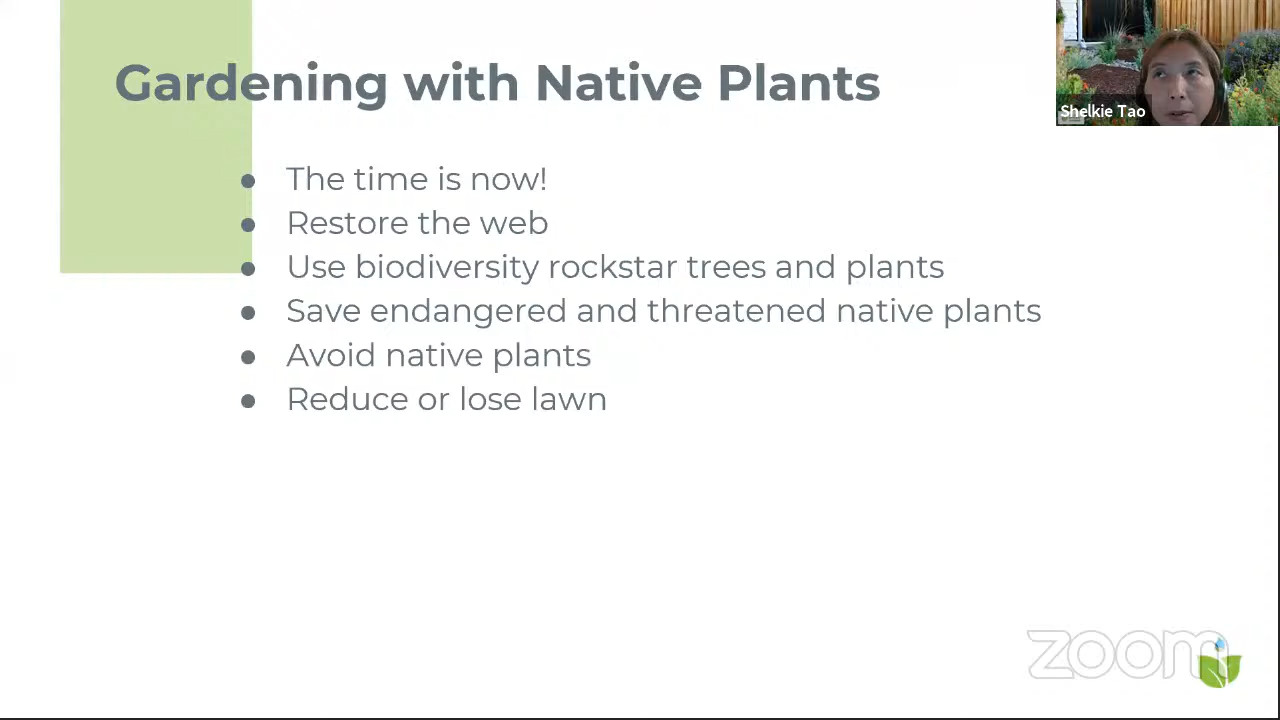 Gardening with Native Plants
Shelkie Tao
● The time is now!
● Restore the web
● Use biodiversity rockstar trees and plants
● Save endangered and threatened native plants
● Avoid native plants
● Reduce or lose lawn
zoom